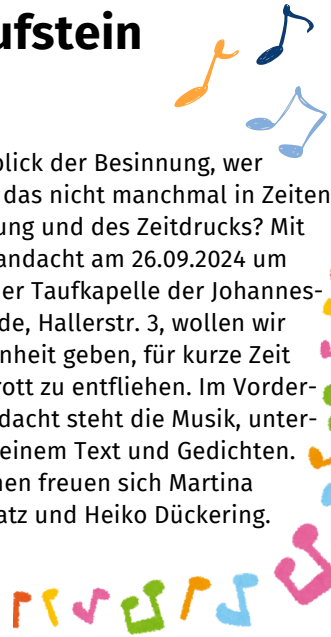 ufstein
blick der Besinnung, wer
das nicht manchmal in Zeiten
ung und des Zeitdrucks? Mit
andacht am 26.09.2024 um
er Taufkapelle der Johannes-
de, Hallerstr. 3, wollen wir
nheit geben, für kurze Zeit
rott zu entfliehen. Im Vorder-
dacht steht die Musik, unter-
einem Text und Gedichten.
nen freuen sich Martina
atz und Heiko Dückering.